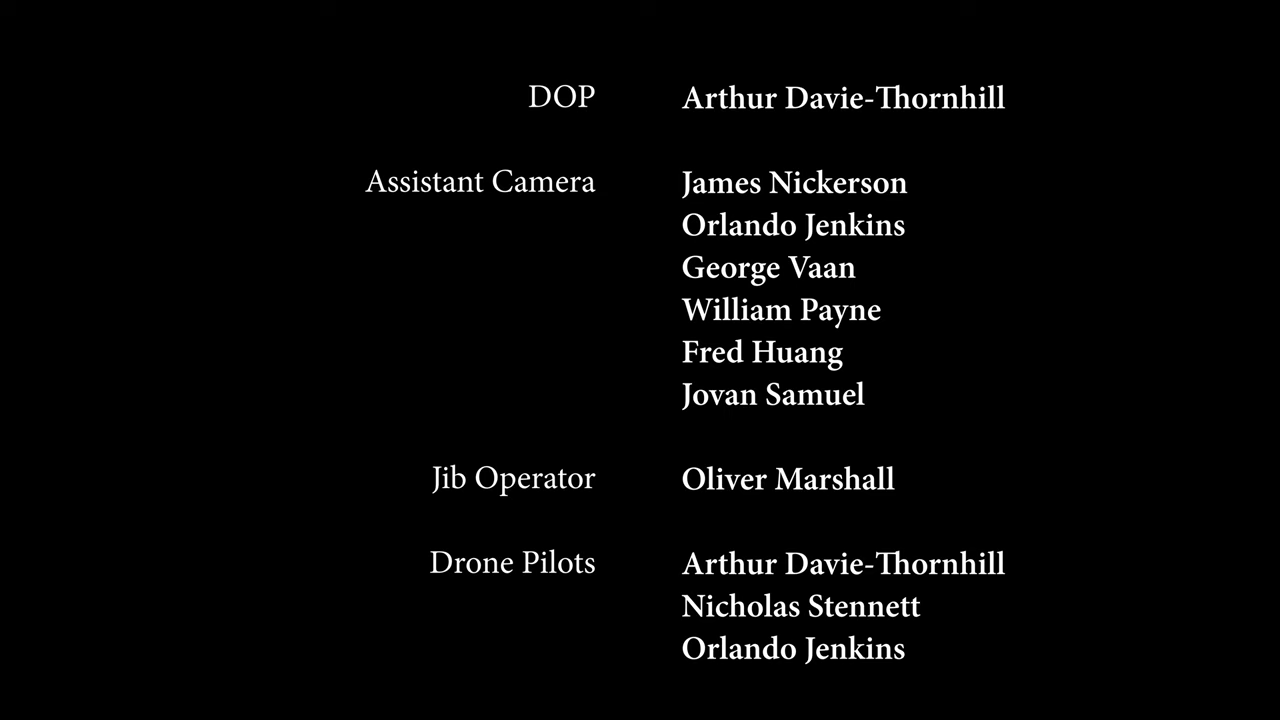 DOP Arthur Davie-Thornhill
Assistant Camera James Nickerson
Orlando Jenkins
George Vaan
William Payne
Fred Huang
Jovan Samuel
Jib Operator Oliver Marshall
Drone Pilots Arthur Davie-Thornhill
Nicholas Stennett
Orlando Jenkins